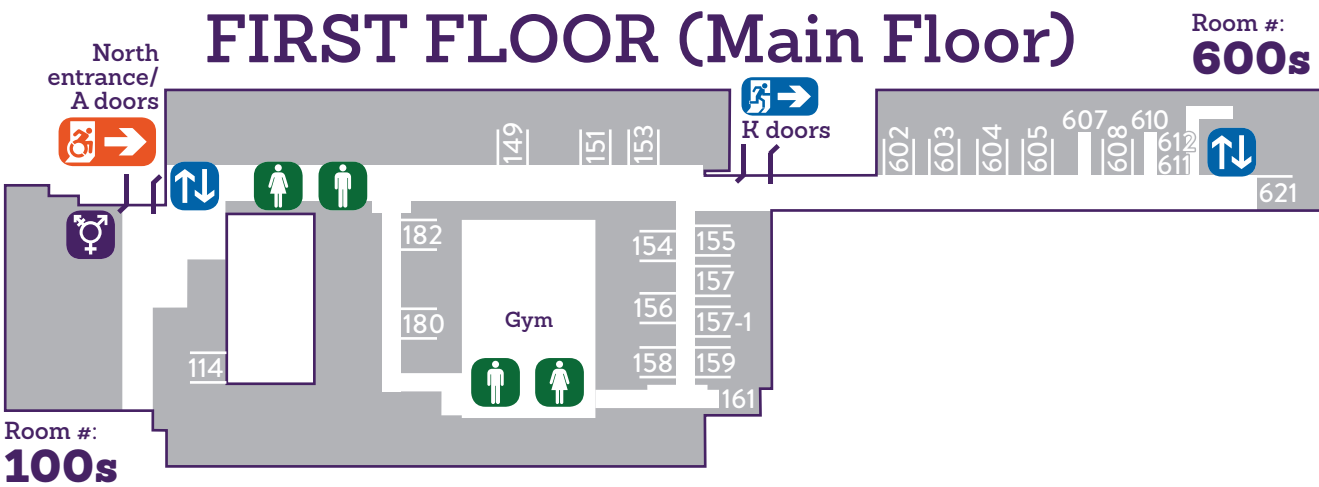 FIRST FLOOR (Main Floor)
Room #:
600s
North
entrance/
A doors
K doors
149
151
153
602
603
604
605
607
608
610
612
611
621
182
180
154
155
157
156
157-1
158
159
161
Gym
114
Room #:
100s